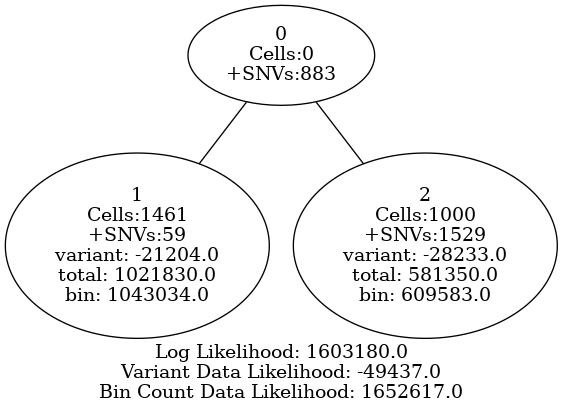 0
Cells:0
+SNVs:883
1
Cells:1461
+SNVs:59
variant: -21204.0
total: 1021830.0
bin: 1043034.0
2
Cells:1000
+SNVs:1529
variant: -28233.0
total: 581350.0
bin: 609583.0
Log Likelihood: 1603180.0
Variant Data Likelihood: -49437.0
Bin Count Data Likelihood: 1652617.0